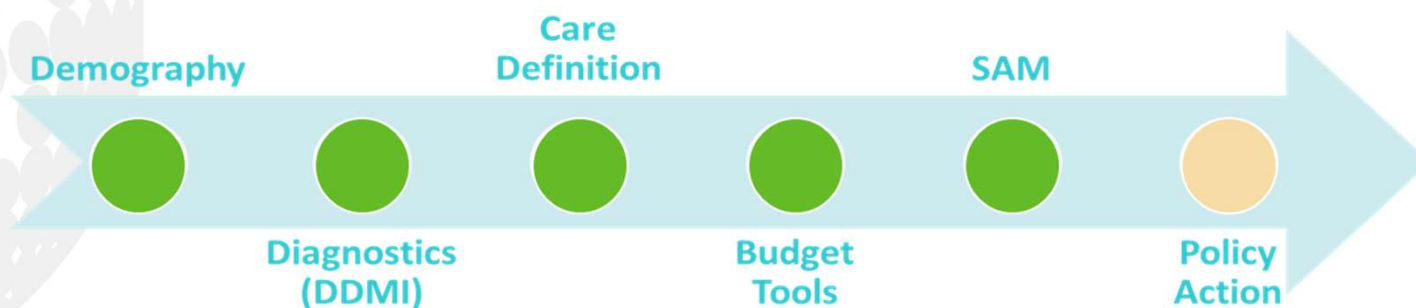 Demography
Diagnostics
(DDMI)
Care
Definition
Budget
Tools
SAM
Policy
Action